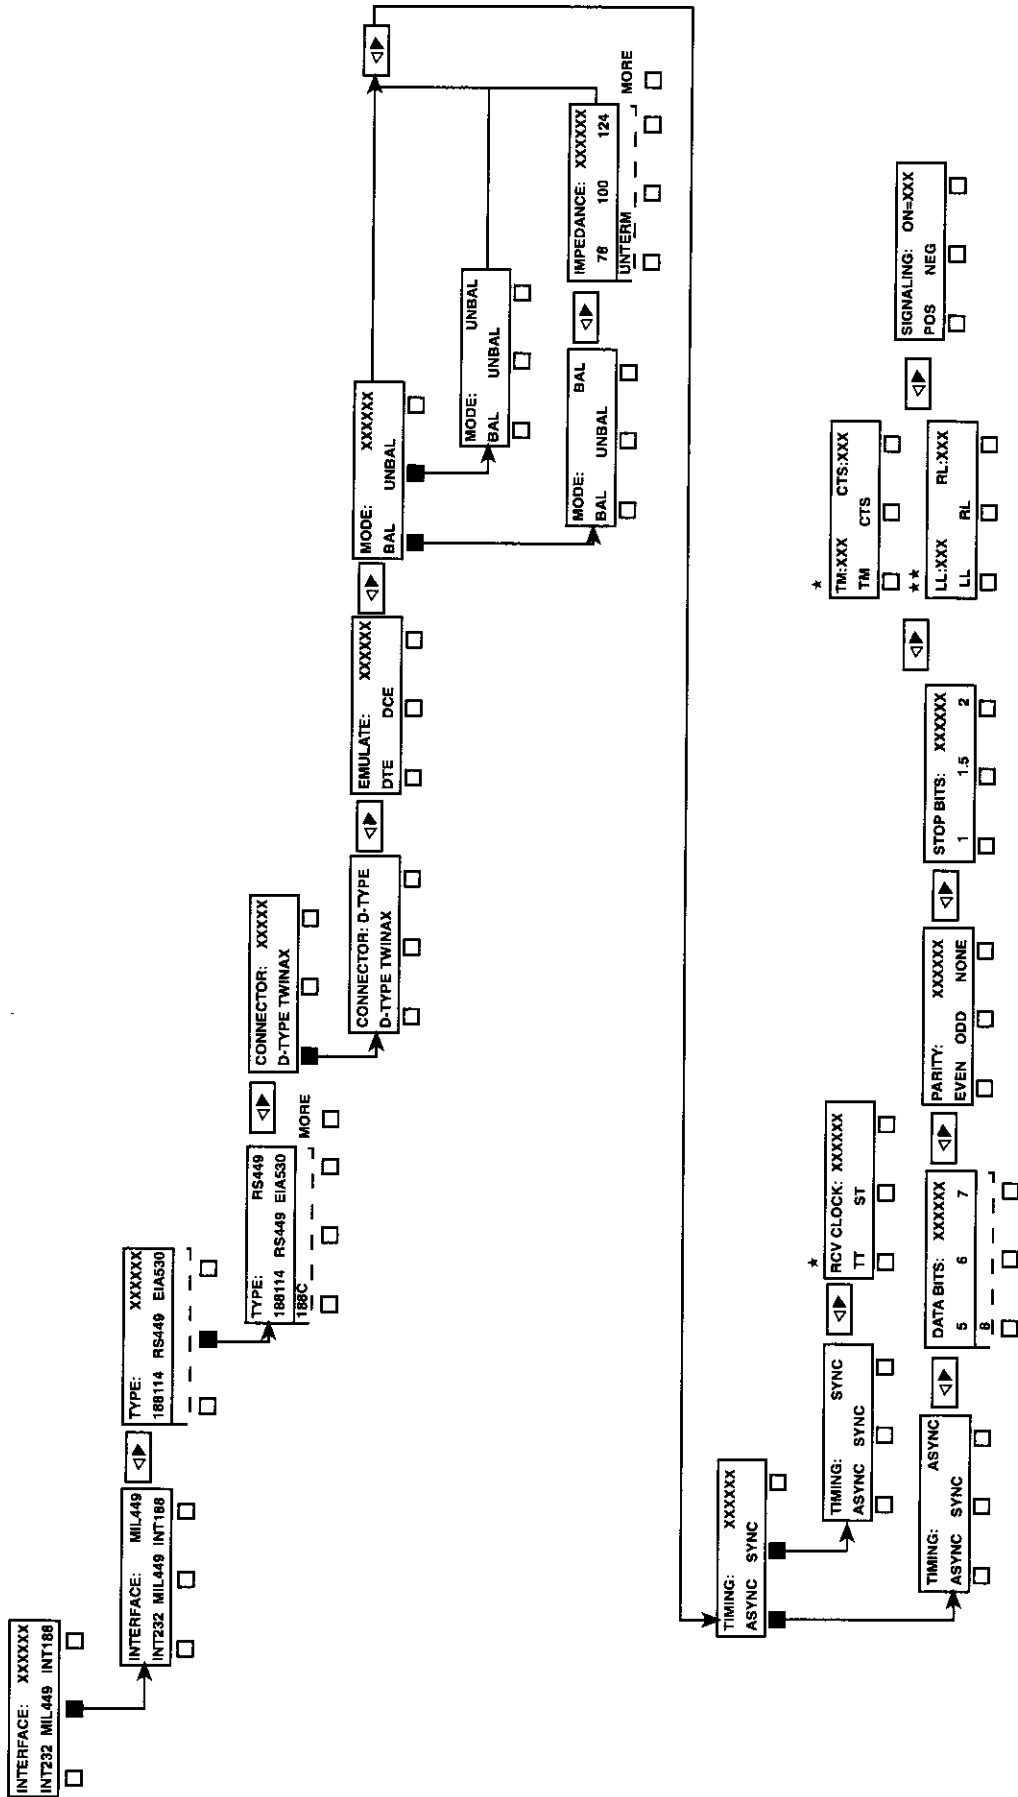 INTERFACE: XXXXXX
INT232 MIL449 INT188
INTERFACE: MIL449
INT232 MIL449 INT188
TYPE: XXXXXX
188114 RS449 EIA530
TYPE: RS449
188114 RS449 EIA530
188C
MORE
CONNECTOR: XXXXX
D-TYPE TWINAX
CONNECTOR: D-TYPE
D-TYPE TWINAX
EMULATE: XXXXXX
DTE DCE
MODE: XXXXXX
BAL UNBAL
MODE: UNBAL
BAL UNBAL
MODE: BAL
BAL UNBAL
IMPEDANCE: XXXXXX
78 100 124
UNTERM
MORE
TIMING: XXXXXX
ASYNC SYNC
TIMING: SYNC
ASYNC SYNC
★
RCV CLOCK: XXXXXX
TT ST
TIMING: ASYNC
ASYNC SYNC
DATA BITS: XXXXXX
5 6 7
8
PARITY: XXXXXX
EVEN ODD NONE
STOP BITS: XXXXXX
1 1.5 2
★
TM:XXX CTS:XXX
TM CTS
★★
LL:XXX RL:XXX
LL RL
SIGNALING: ON=XXX
POS NEG